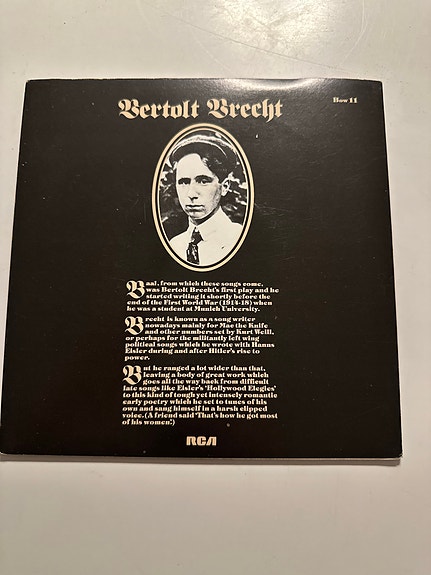 Bertolt Brecht
Bow 11
Baal, from which these songs come,
was Bertolt Brecht's first play and he
started writing it shortly before the
end of the First World War (1914-18) when
he was a student at Munich University.
Brecht is known as a song writer
nowadays mainly for Mac the Knife
and other numbers set by Kurt Weill,
or perhaps for the militantly left wing
political songs which he wrote with Hanns
Eisler during and after Hitler's rise to
power.
But he ranged a lot wider than that,
leaving a body of great work which
goes all the way back from difficult
late songs like Eisler's 'Hollywood Elegies'
to this kind of tough yet intensely romantic
early poetry which he set to tunes of his
own and sang himself in a harsh clipped
voice. (A friend said 'That's how he got most
of his women.')
RCA